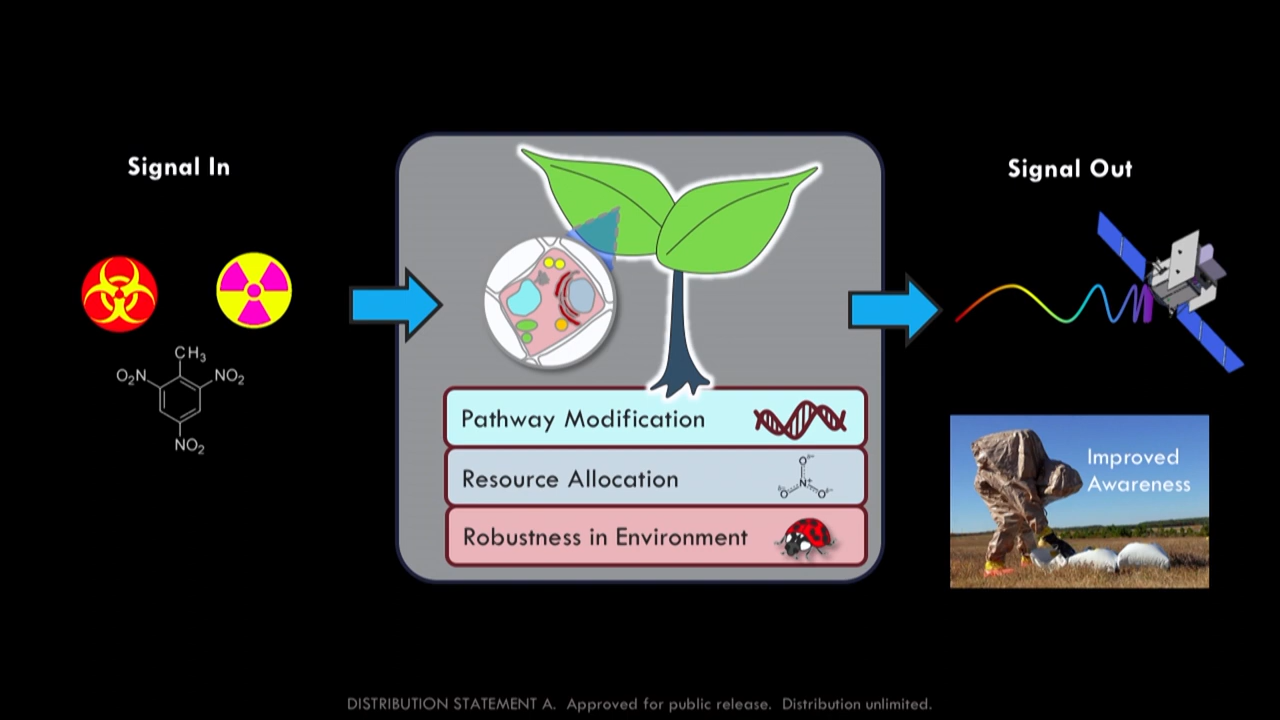 Signal In
Signal Out
CH₃
O₂N
NO₂
NO₂
Pathway Modification
Resource Allocation
O
N⁺
O
O
Robustness in Environment
Improved
Awareness
DISTRIBUTION STATEMENT A. Approved for public release. Distribution unlimited.